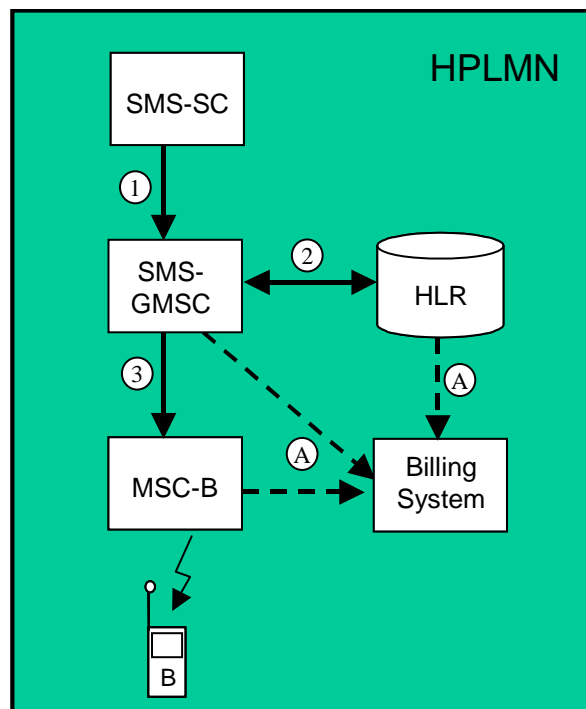 HPLMN
SMS-SC
1
SMS-
GMSC
2
HLR
3
A
MSC-B
A
Billing
System
B